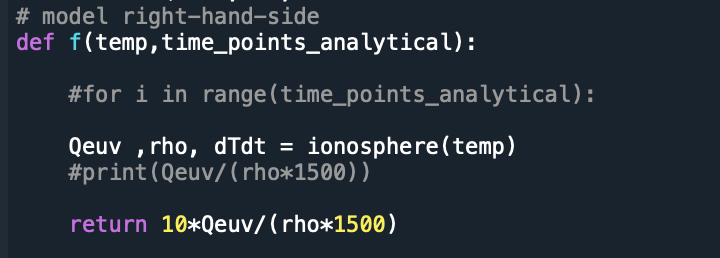 # model right-hand-side
def f(temp,time_points_analytical):
#for i in range(time_points_analytical):
Qeuv ,rho, dTdt = ionosphere(temp)
#print(Qeuv/(rho*1500))
return 10*Qeuv/(rho*1500)